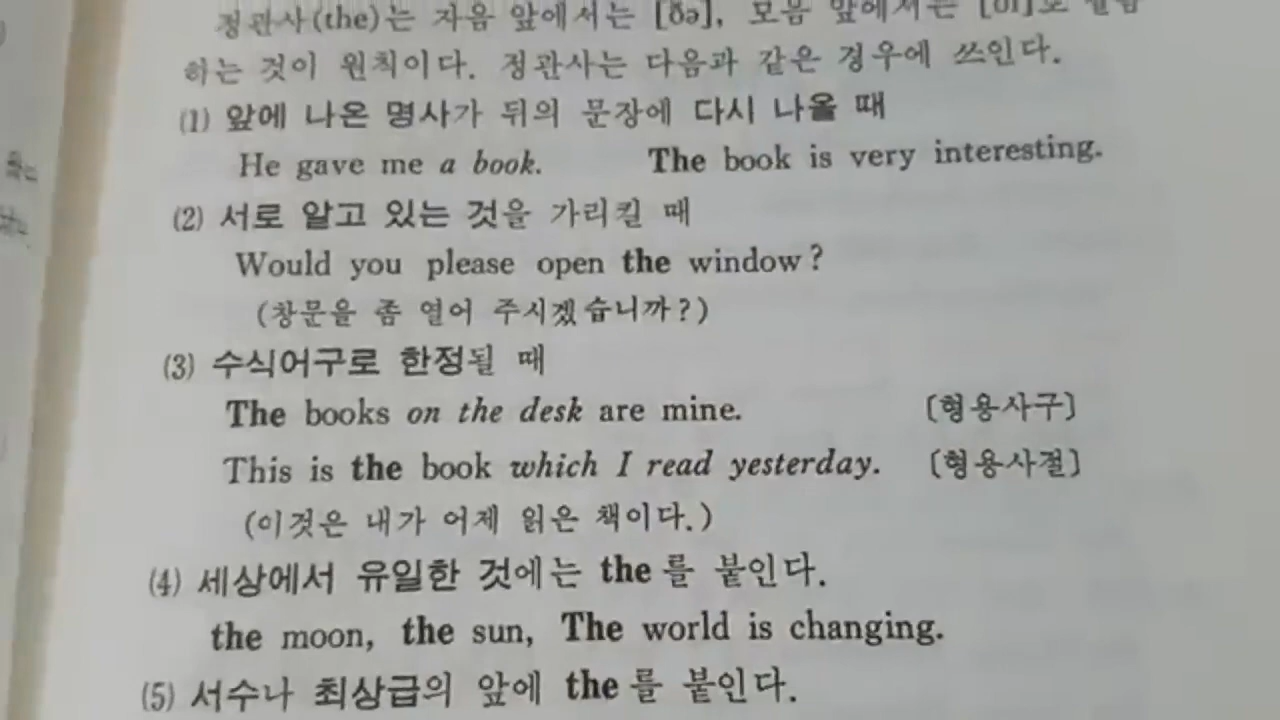 정관사(the)는 자음 앞에서는 [ðə], 모음 앞에서는
하는 것이 원칙이다. 정관사는 다음과 같은 경우에 쓰인다.
(1) 앞에 나온 명사가 뒤의 문장에 다시 나올 때
He gave me a book. The book is very interesting.
(2) 서로 알고 있는 것을 가리킬 때
Would you please open the window?
(창문을 좀 열어 주시겠습니까?)
(3) 수식어구로 한정될 때
The books on the desk are mine. [형용사구]
This is the book which I read yesterday. [형용사절]
(이것은 내가 어제 읽은 책이다.)
(4) 세상에서 유일한 것에는 the를 붙인다.
the moon, the sun, The world is changing.
(5) 서수나 최상급의 앞에 the를 붙인다.